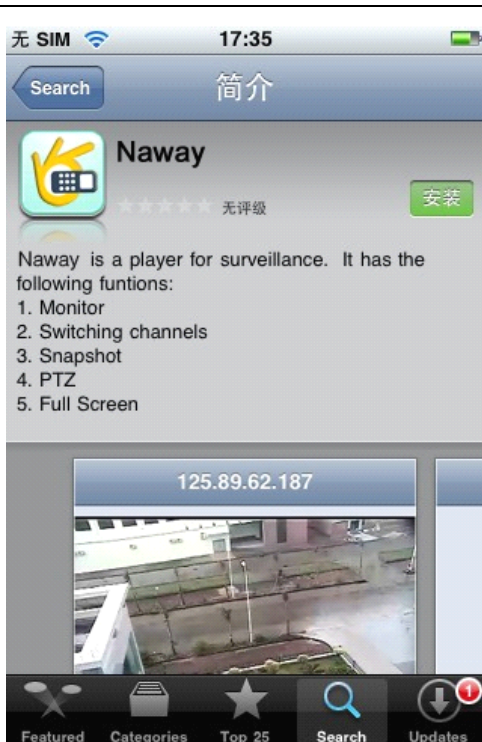 无 SIM 17:35
Search 简介
Naway
无评级 安装
Naway is a player for surveillance. It has the
following funtions:
1. Monitor
2. Switching channels
3. Snapshot
4. PTZ
5. Full Screen
125.89.62.187
1
Featured Categories Top 25 Search Updates